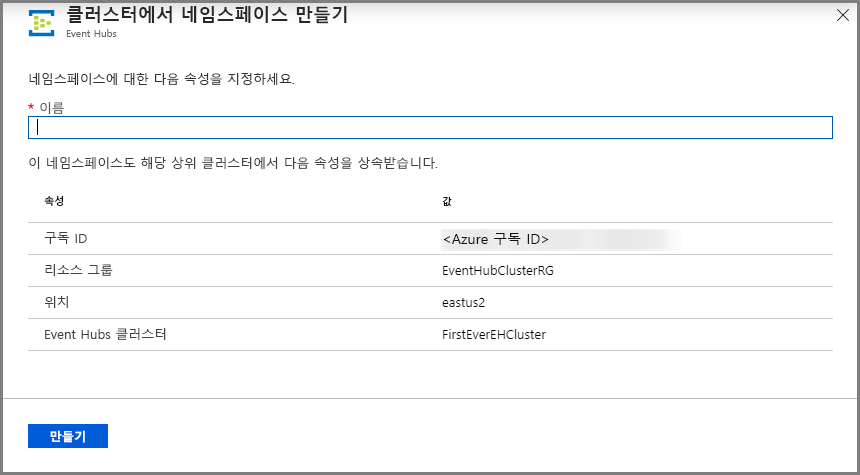 클러스터에서 네임스페이스 만들기
Event Hubs
네임스페이스에 대한 다음 속성을 지정하세요.
* 이름
이 네임스페이스도 해당 상위 클러스터에서 다음 속성을 상속받습니다.
속성 값
구독 ID <Azure 구독 ID>
리소스 그룹 EventHubClusterRG
위치 eastus2
Event Hubs 클러스터 FirstEverEHCluster
만들기